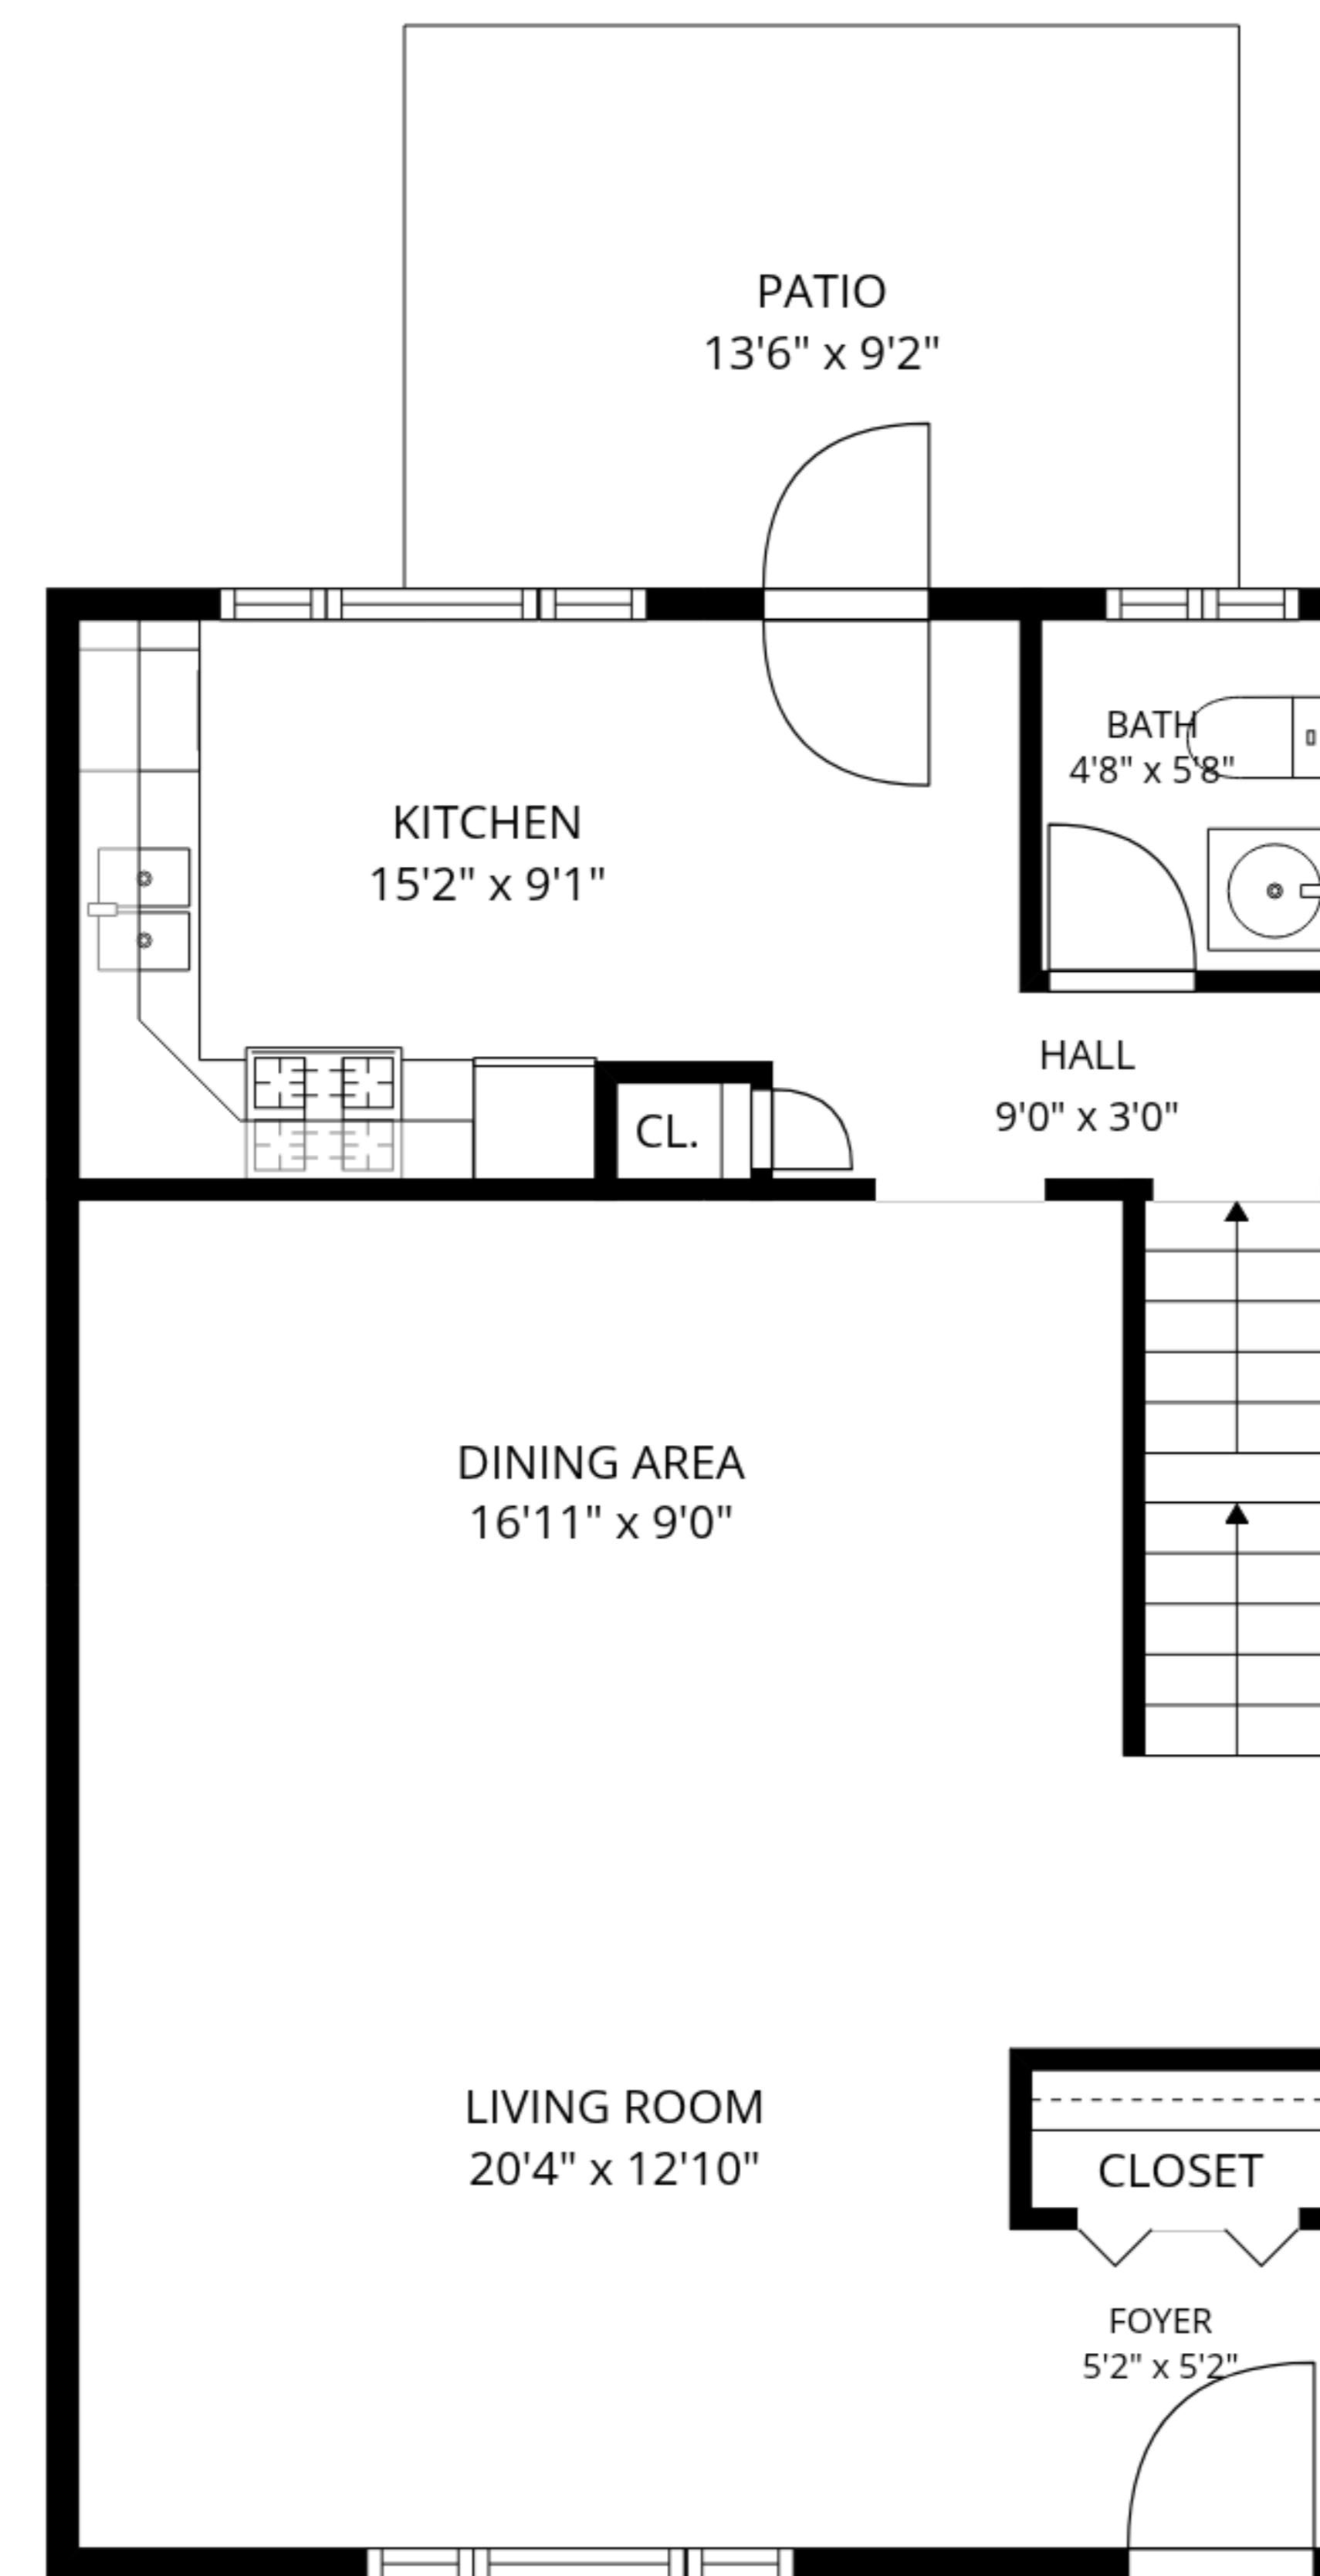 PATIO
13'6" x 9'2"
BATH
4'8" x 5'8"
KITCHEN
15'2" x 9'1"
HALL
9'0" x 3'0"
CL.
DINING AREA
16'11" x 9'0"
LIVING ROOM
20'4" x 12'10"
CLOSET
FOYER
5'2" x 5'2"